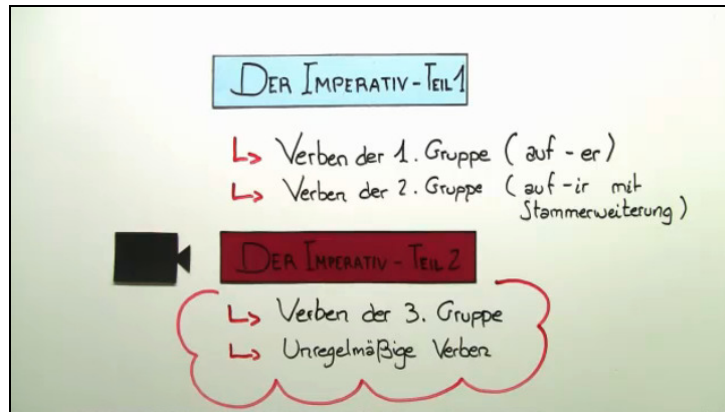 DER IMPERATIV - TEIL 1
↳ Verben der 1. Gruppe (auf -er)
↳ Verben der 2. Gruppe (auf -ir mit
Stammerweiterung)
DER IMPERATIV - TEIL 2
↳ Verben der 3. Gruppe
↳ Unregelmäßige Verben